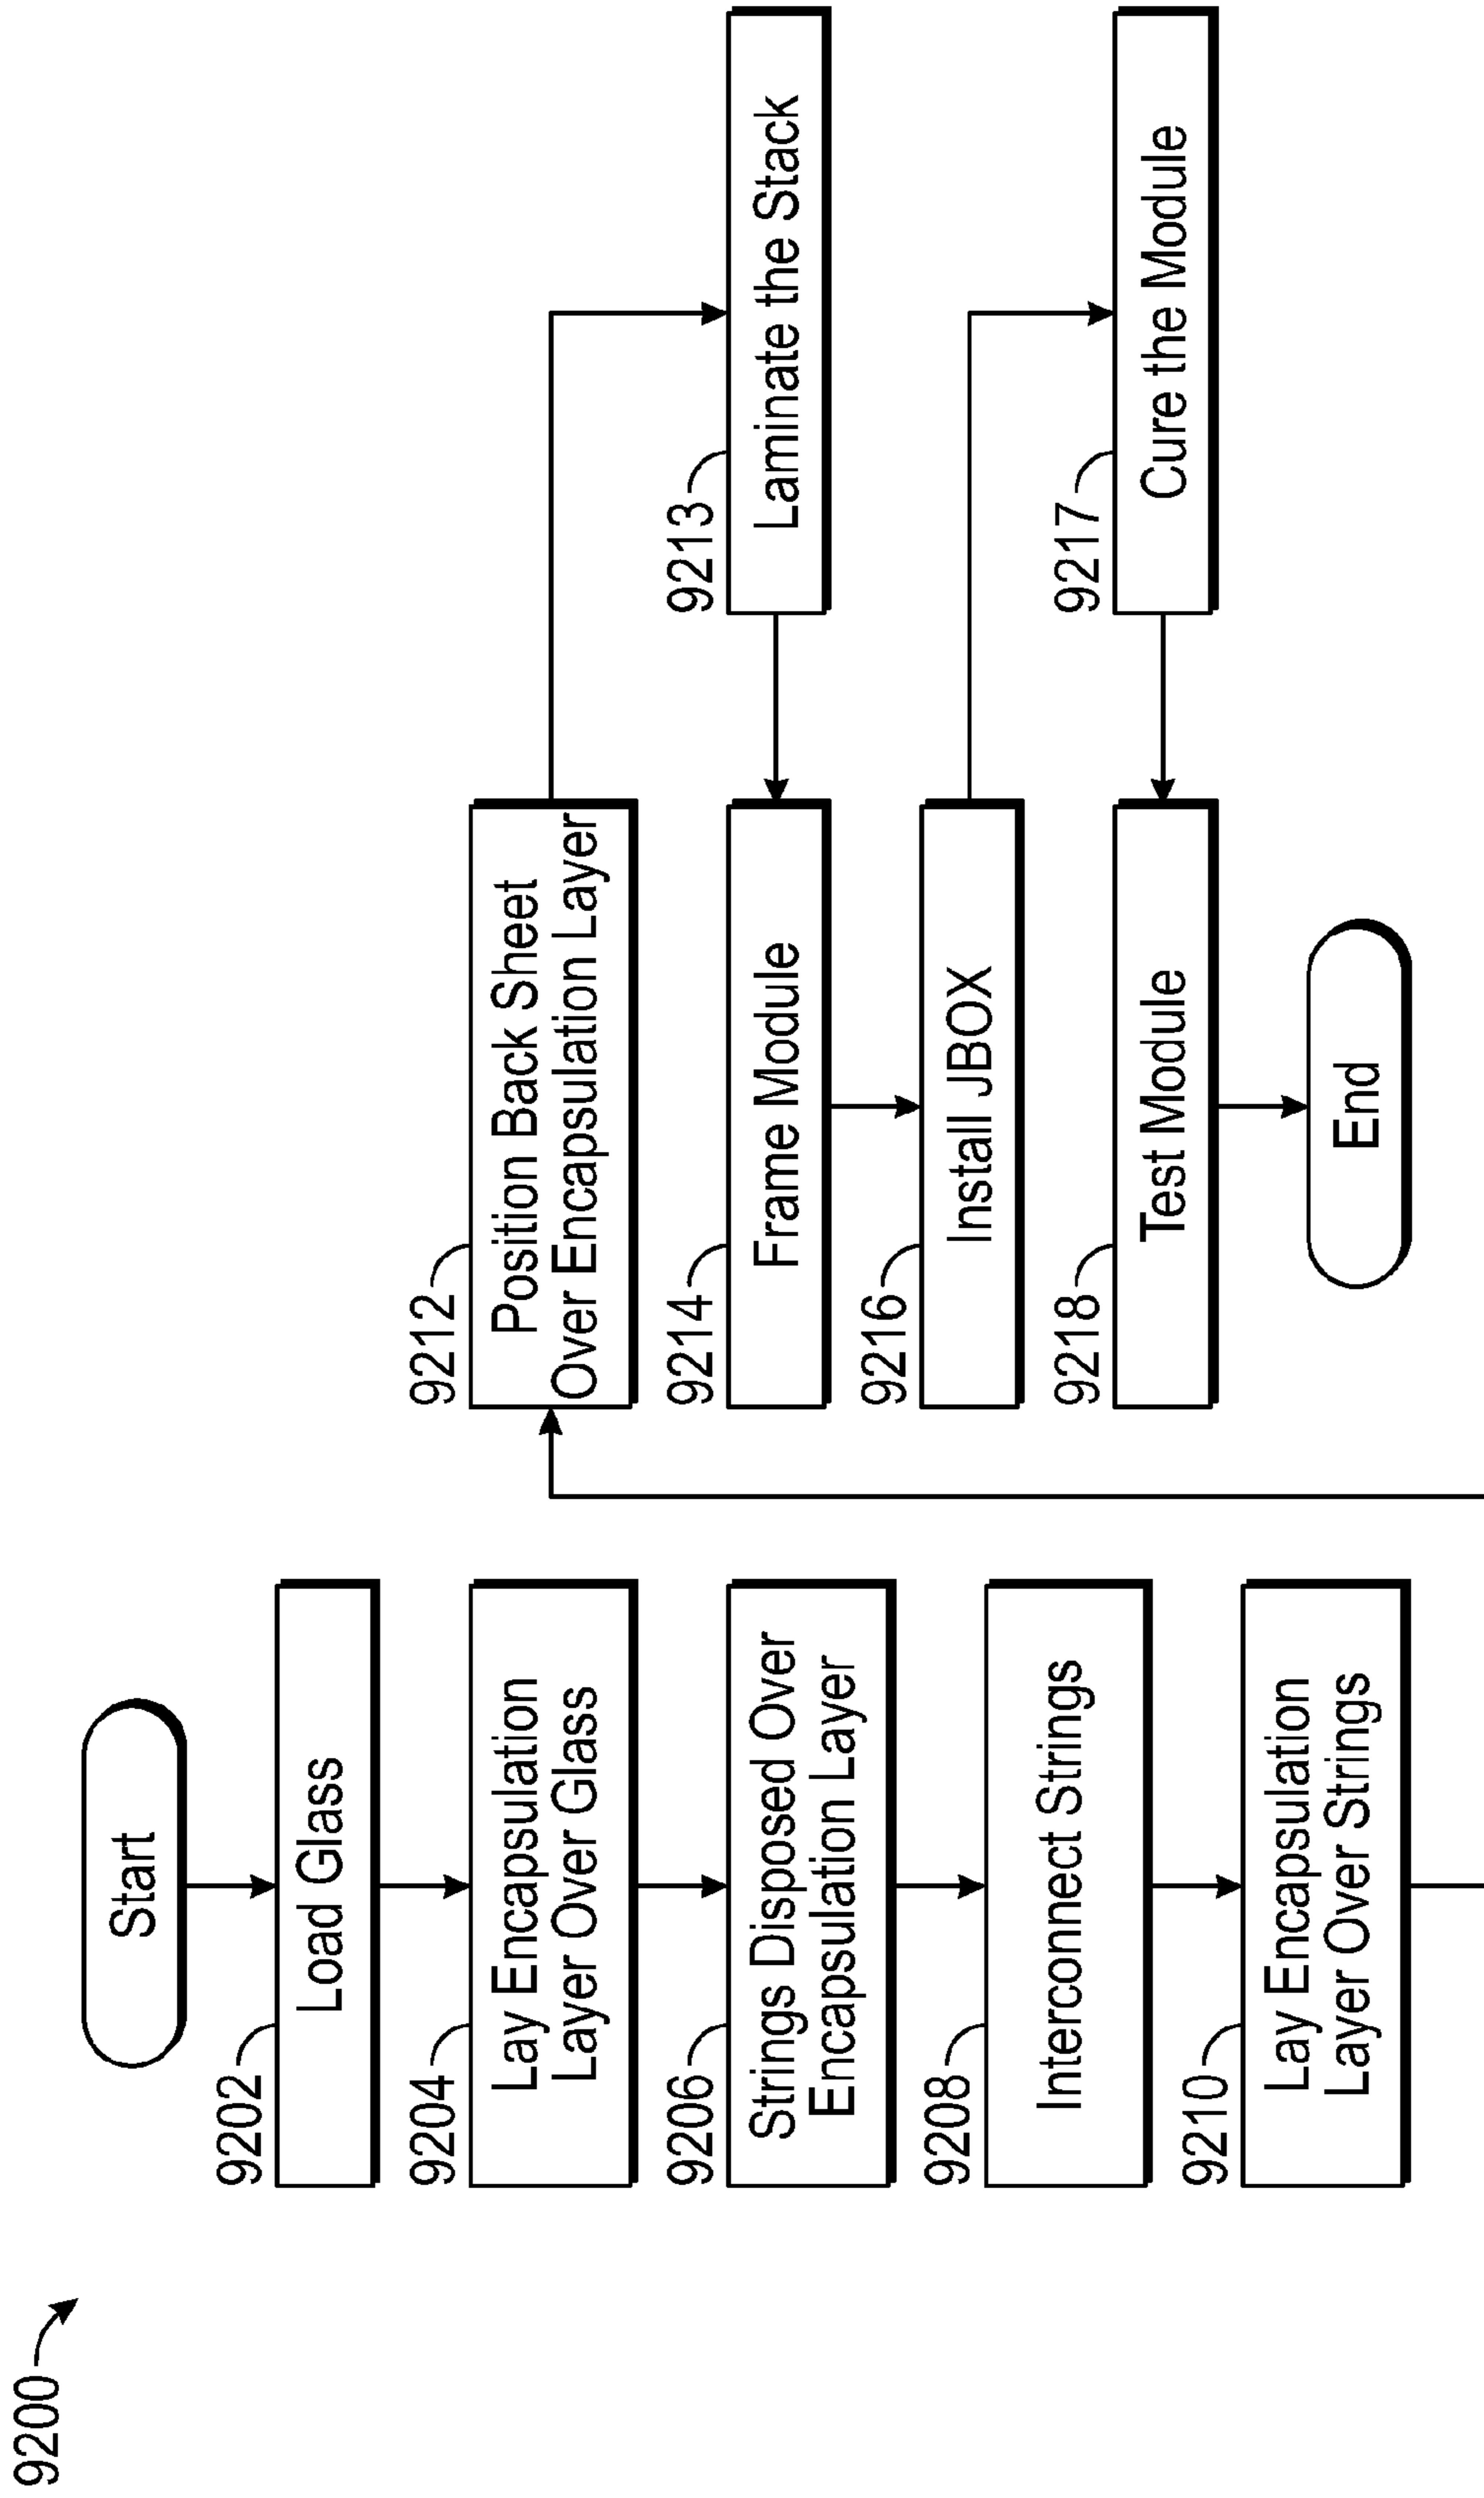 9200
Start
9202
Load Glass
9204
Lay Encapsulation
Layer Over Glass
9206
Strings Disposed Over
Encapsulation Layer
9208
Interconnect Strings
9210
Lay Encapsulation
Layer Over Strings
9212
Position Back Sheet
Over Encapsulation Layer
9213
Laminate the Stack
9214
Frame Module
9216
Install JBOX
9217
Cure the Module
9218
Test Module
End